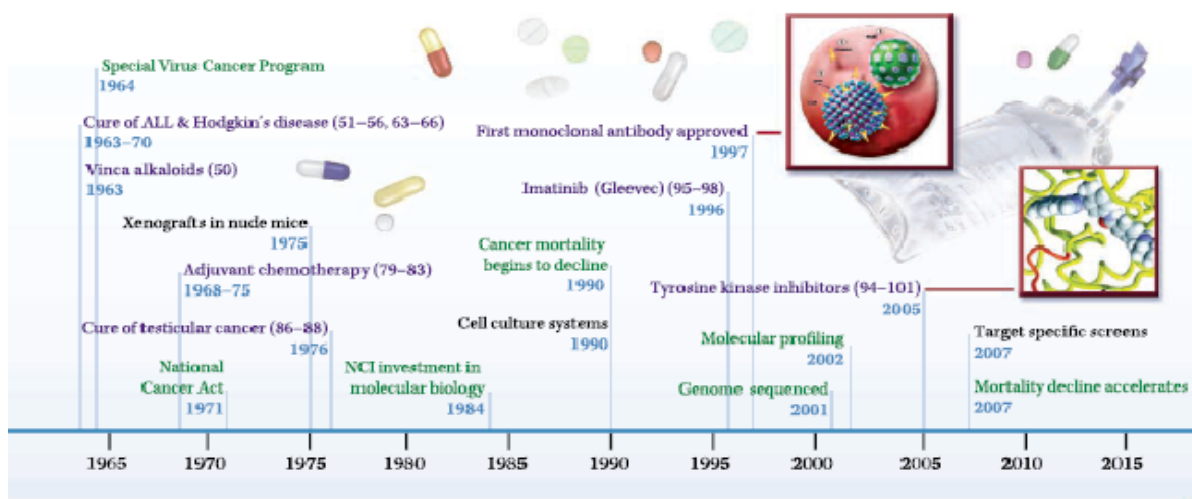 Special Virus Cancer Program
1964
Cure of ALL & Hodgkin's disease (51–56, 63–66)
1963–70
Vinca alkaloids (50)
1963
Xenografts in nude mice
1975
Adjuvant chemotherapy (79–83)
1968–75
Cure of testicular cancer (86–88)
1976
National
Cancer Act
1971
NCI investment in
molecular biology
1984
Cancer mortality
begins to decline
1990
Cell culture systems
1990
First monoclonal antibody approved
1997
Imatinib (Gleevec) (95–98)
1996
Tyrosine kinase inhibitors (94–101)
2005
Molecular profiling
2002
Genome sequenced
2001
Target specific screens
2007
Mortality decline accelerates
2007
1965 1970 1975 1980 1985 1990 1995 2000 2005 2010 2015